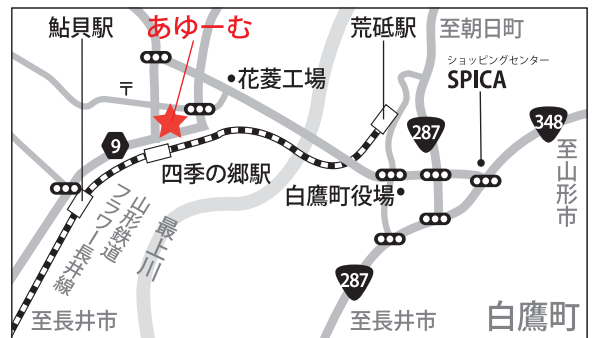 鮎貝駅
あゆーむ
荒砥駅
至朝日町
ショッピングセンター
SPICA
花菱工場
〒
9
287
348
至山形市
四季の郷駅
白鷹町役場
山形鉄道
フラワー長井線
最上川
287
至長井市
至長井市
白鷹町